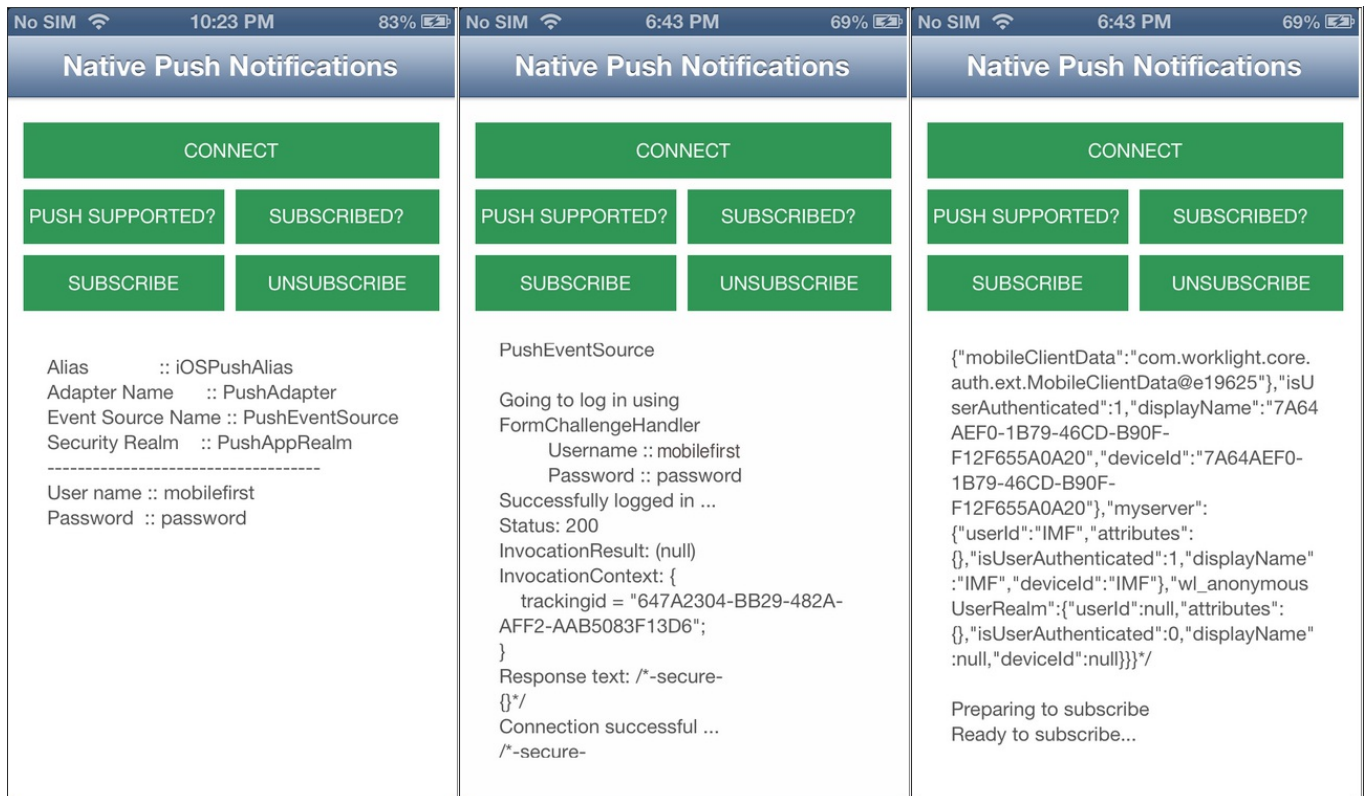 No SIM 10:23 PM 83%
Native Push Notifications
CONNECT
PUSH SUPPORTED? SUBSCRIBED?
SUBSCRIBE UNSUBSCRIBE
Alias :: iOSPushAlias
Adapter Name :: PushAdapter
Event Source Name :: PushEventSource
Security Realm :: PushAppRealm
------------------------------------
User name :: mobilefirst
Password :: password
No SIM 6:43 PM 69%
Native Push Notifications
CONNECT
PUSH SUPPORTED? SUBSCRIBED?
SUBSCRIBE UNSUBSCRIBE
PushEventSource
Going to log in using
FormChallengeHandler
Username :: mobilefirst
Password :: password
Successfully logged in ...
Status: 200
InvocationResult: (null)
InvocationContext: {
trackingid = "647A2304-BB29-482A-
AFF2-AAB5083F13D6";
}
Response text: /*-secure-
{}*/
Connection successful ...
/*-secure-
No SIM 6:43 PM 69%
Native Push Notifications
CONNECT
PUSH SUPPORTED? SUBSCRIBED?
SUBSCRIBE UNSUBSCRIBE
{"mobileClientData":"com.worklight.core.
auth.ext.MobileClientData@e19625"},"isU
serAuthenticated":1,"displayName":"7A64
AEF0-1B79-46CD-B90F-
F12F655A0A20","deviceId":"7A64AEF0-
1B79-46CD-B90F-
F12F655A0A20"},"myserver":
{"userId":"IMF","attributes":
{},"isUserAuthenticated":1,"displayName"
:"IMF","deviceId":"IMF"},"wl_anonymous
UserRealm":{"userId":null,"attributes":
{},"isUserAuthenticated":0,"displayName"
:null,"deviceId":null}}}*/
Preparing to subscribe
Ready to subscribe...